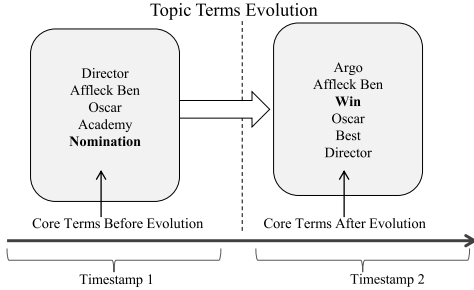 Topic Terms Evolution
Director
Affleck Ben
Oscar
Academy
Nomination
Argo
Affleck Ben
Win
Oscar
Best
Director
Core Terms Before Evolution
Core Terms After Evolution
Timestamp 1
Timestamp 2